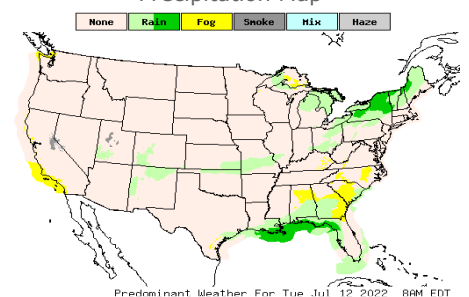 Precipitation Map
None Rain Fog Smoke Mix Haze
Predominant Weather For Tue Jul 12 2022 8AM EDT